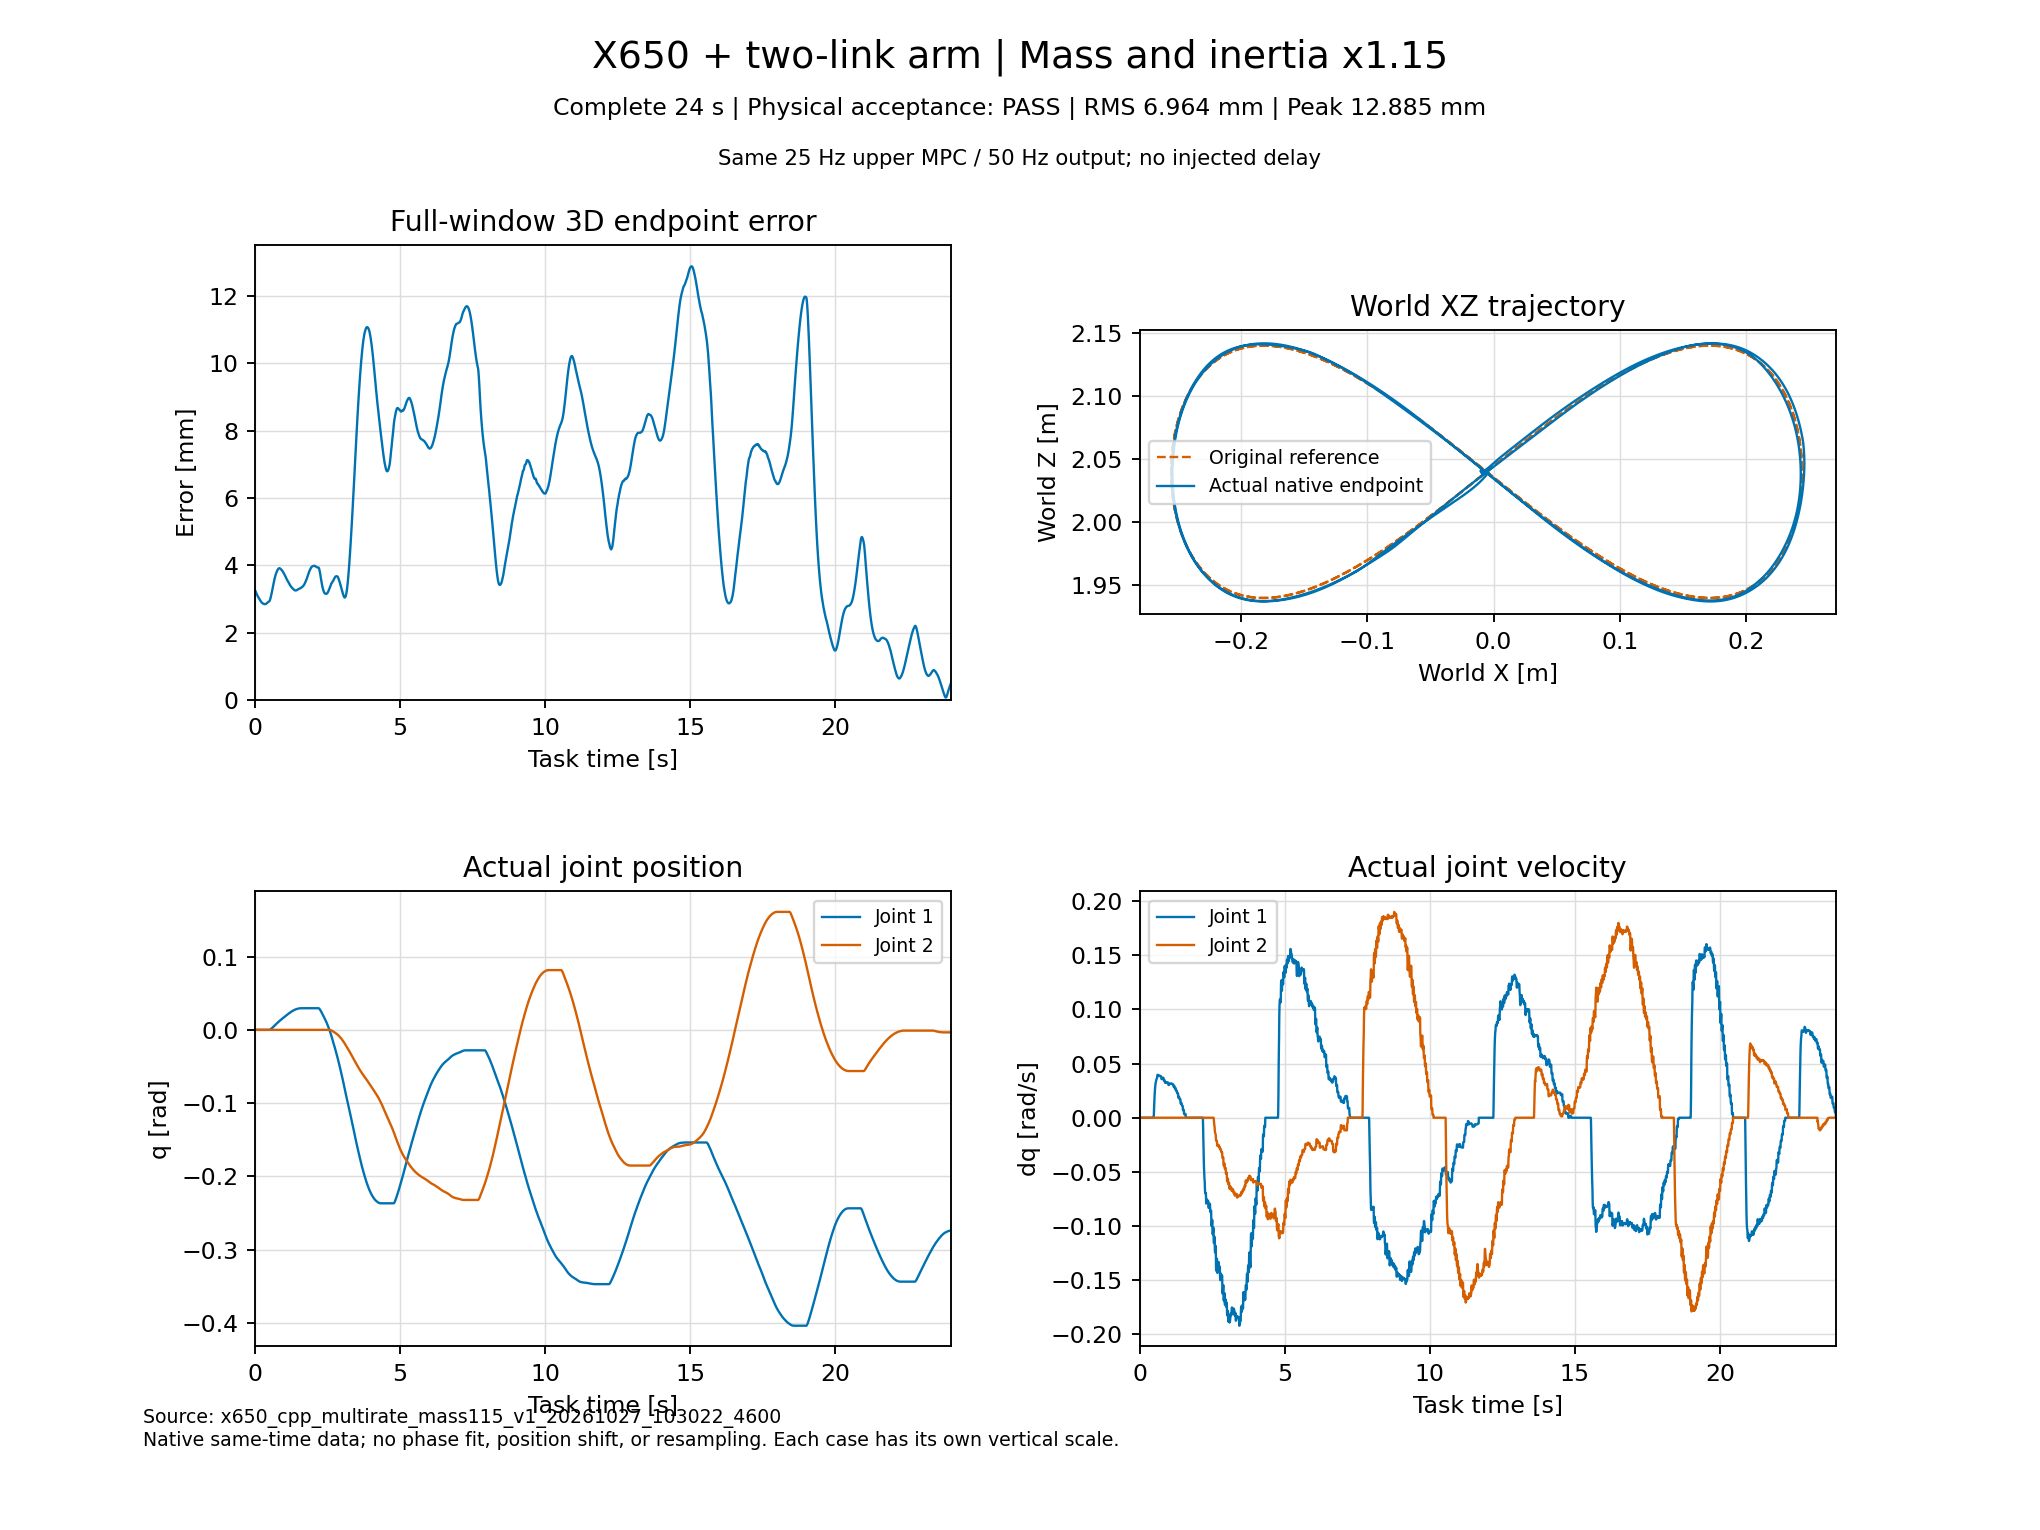 X650 + two-link arm | Mass and inertia x1.15
Complete 24 s | Physical acceptance: PASS | RMS 6.964 mm | Peak 12.885 mm
Same 25 Hz upper MPC / 50 Hz output; no injected delay
Full-window 3D endpoint error
Error [mm]
12
10
8
6
4
2
0
0 5 10 15 20
Task time [s]
World XZ trajectory
World Z [m]
2.15
2.10
2.05
2.00
1.95
Original reference
Actual native endpoint
−0.2 −0.1 0.0 0.1 0.2
World X [m]
Actual joint position
q [rad]
0.1
0.0
−0.1
−0.2
−0.3
−0.4
Joint 1
Joint 2
0 5 10 15 20
Task time [s]
Actual joint velocity
dq [rad/s]
0.20
0.15
0.10
0.05
0.00
−0.05
−0.10
−0.15
−0.20
Joint 1
Joint 2
0 5 10 15 20
Task time [s]
Source: x650_cpp_multirate_mass115_v1_20261027_103022_4600
Native same-time data; no phase fit, position shift, or resampling. Each case has its own vertical scale.